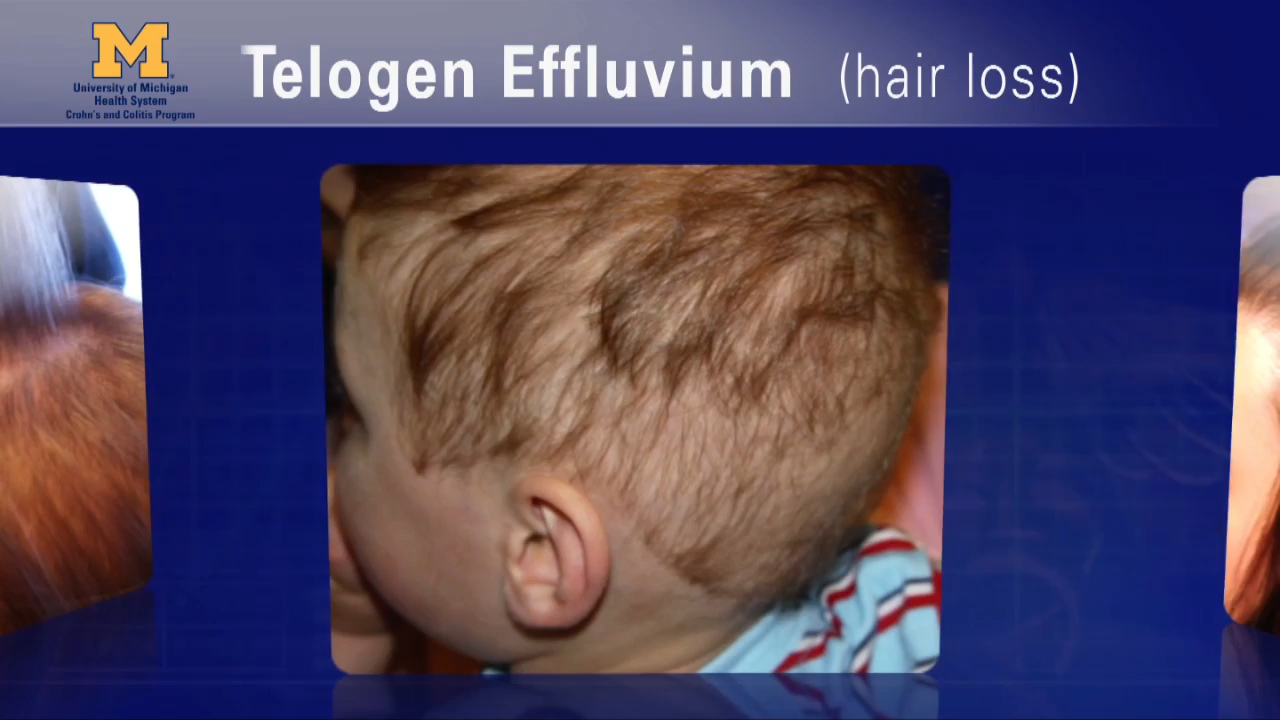 M
University of Michigan
Health System
Crohn's and Colitis Program
Telogen Effluvium (hair loss)